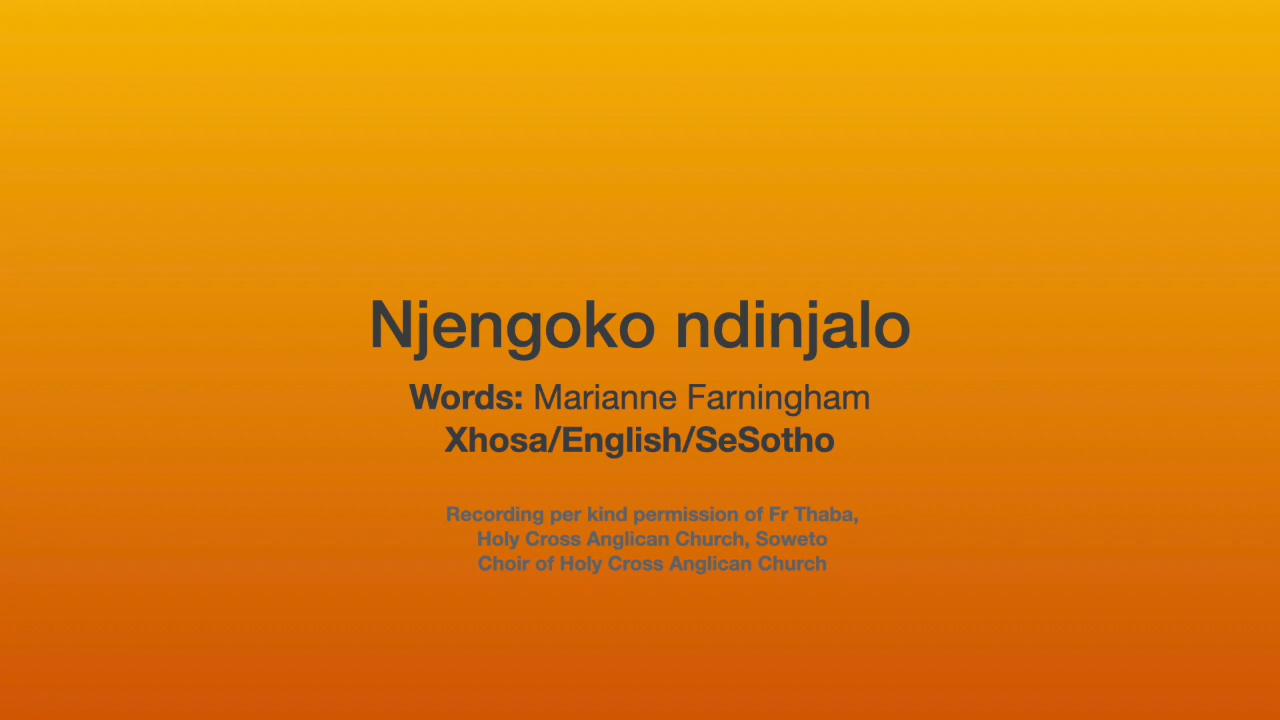 Njengoko ndinjalo
Words: Marianne Farningham
Xhosa/English/SeSotho
Recording per kind permission of Fr Thaba,
Holy Cross Anglican Church, Soweto
Choir of Holy Cross Anglican Church